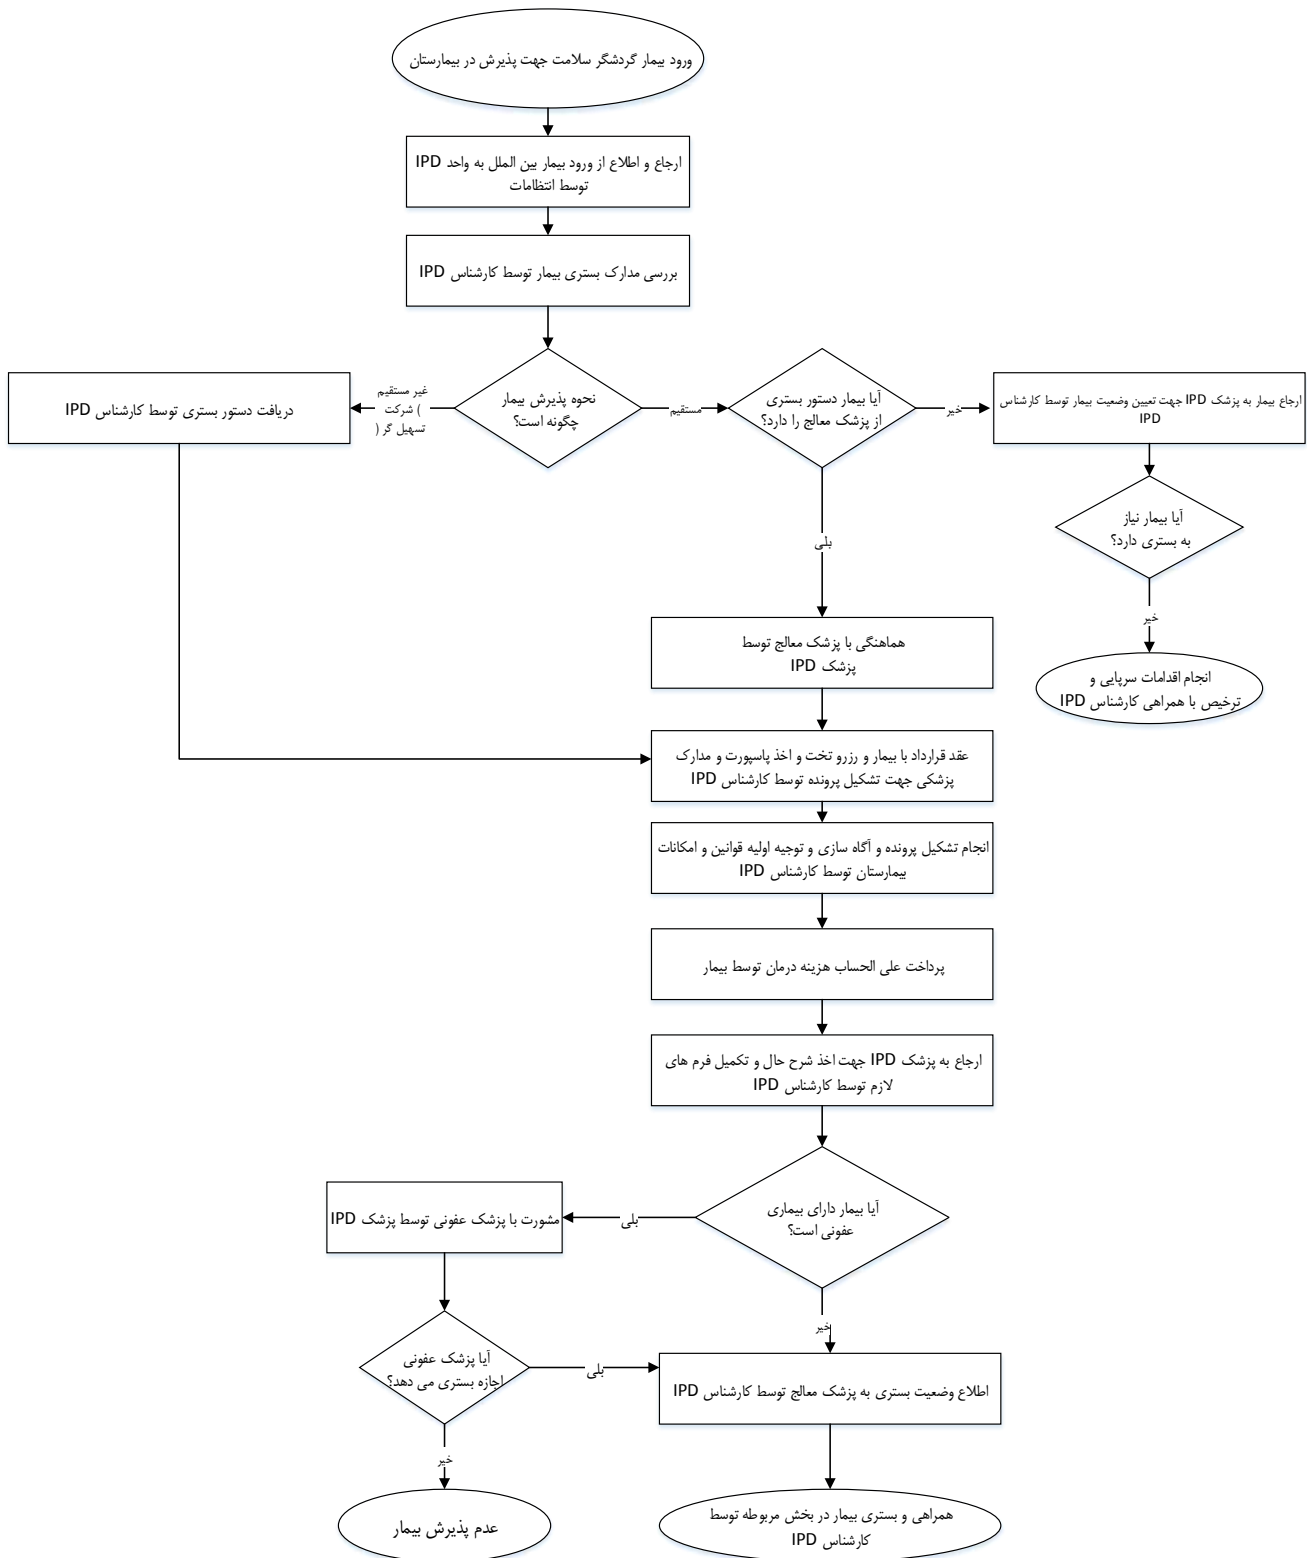 ورود بیمار گردشگر سلامت جهت پذیرش در بیمارستان
ارجاع و اطلاع از ورود بیمار بین الملل به واحد IPD
توسط انتظامات
بررسی مدارک بستری بیمار توسط کارشناس IPD
نحوه پذیرش بیمار
چگونه است؟
مستقیم
غیر مستقیم
) شرکت
تسهیل گر (
دریافت دستور بستری توسط کارشناس IPD
آیا بیمار دستور بستری
از پزشک معالج را دارد؟
خیر
ارجاع بیمار به پزشک IPD جهت تعیین وضعیت بیمار توسط کارشناس
IPD
آیا بیمار نیاز
به بستری دارد؟
خیر
انجام اقدامات سرپایی و
ترخیص با همراهی کارشناس IPD
بلی
هماهنگی با پزشک معالج توسط
پزشک IPD
عقد قرارداد با بیمار و رزرو تخت و اخذ پاسپورت و مدارک
پزشکی جهت تشکیل پرونده توسط کارشناس IPD
انجام تشکیل پرونده و آگاه سازی و توجیه اولیه قوانین و امکانات
بیمارستان توسط کارشناس IPD
پرداخت علی الحساب هزینه درمان توسط بیمار
ارجاع به پزشک IPD جهت اخذ شرح حال و تکمیل فرم های
لازم توسط کارشناس IPD
آیا بیمار دارای بیماری
عفونی است؟
بلی
مشورت با پزشک عفونی توسط پزشک IPD
خیر
آیا پزشک عفونی
اجازه بستری می دهد؟
بلی
اطلاع وضعیت بستری به پزشک معالج توسط کارشناس IPD
خیر
عدم پذیرش بیمار
همراهی و بستری بیمار در بخش مربوطه توسط
کارشناس IPD